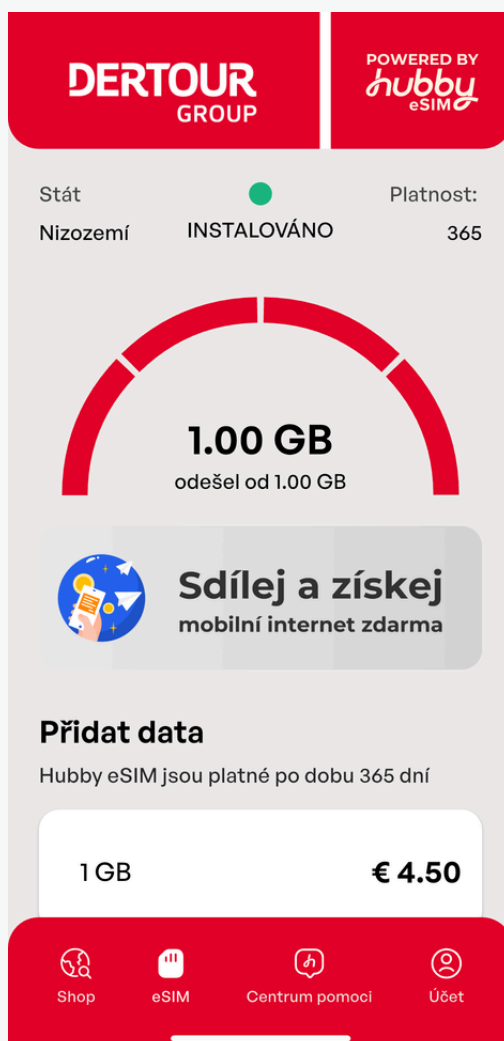 DERTOUR
GROUP
POWERED BY
hubby
eSIM
Stát
Platnost:
Nizozemí
INSTALOVÁNO
365
1.00 GB
odešel od 1.00 GB
Sdílej a získej
mobilní internet zdarma
Přidat data
Hubby eSIM jsou platné po dobu 365 dní
1 GB
€ 4.50
Shop
eSIM
Centrum pomoci
Účet